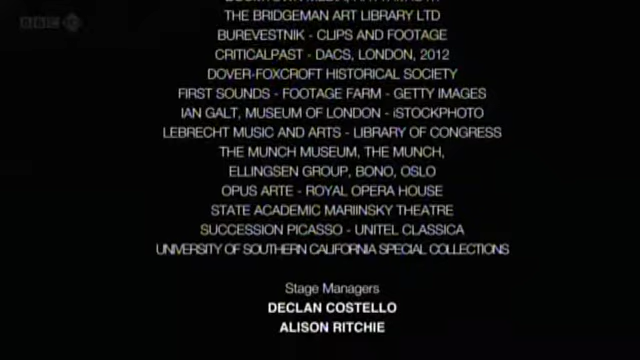 BBC
THE BRIDGEMAN ART LIBRARY LTD
BUREVESTNIK - CLIPS AND FOOTAGE
CRITICALPAST - DACS, LONDON, 2012
DOVER-FOXCROFT HISTORICAL SOCIETY
FIRST SOUNDS - FOOTAGE FARM - GETTY IMAGES
IAN GALT, MUSEUM OF LONDON - iSTOCKPHOTO
LEBRECHT MUSIC AND ARTS - LIBRARY OF CONGRESS
THE MUNCH MUSEUM, THE MUNCH,
ELLINGSEN GROUP, BONO, OSLO
OPUS ARTE - ROYAL OPERA HOUSE
STATE ACADEMIC MARIINSKY THEATRE
SUCCESSION PICASSO - UNITEL CLASSICA
UNIVERSITY OF SOUTHERN CALIFORNIA SPECIAL COLLECTIONS
Stage Managers
DECLAN COSTELLO
ALISON RITCHIE